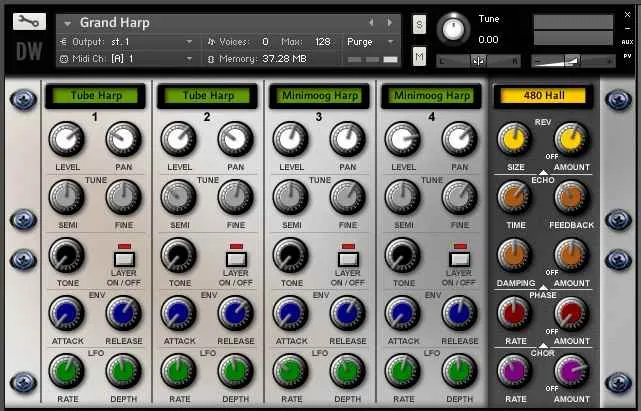 Grand Harp
S
Tune
0.00
x
-
AUX
PV
DW
Output: st. 1
Voices: 0 Max: 128
Purge
Midi Ch: [A] 1
Memory: 37.28 MB
M
L R
- +
Tube Harp Tube Harp Minimoog Harp Minimoog Harp 480 Hall
1 2 3 4 REV
LEVEL PAN LEVEL PAN LEVEL PAN LEVEL PAN SIZE OFF AMOUNT
TUNE TUNE TUNE TUNE ECHO
SEMI FINE SEMI FINE SEMI FINE SEMI FINE TIME FEEDBACK
TONE LAYER ON / OFF TONE LAYER ON / OFF TONE LAYER ON / OFF TONE LAYER ON / OFF DAMPING OFF AMOUNT
ENV ENV ENV ENV PHASE
ATTACK RELEASE ATTACK RELEASE ATTACK RELEASE ATTACK RELEASE RATE OFF AMOUNT
LFO LFO LFO LFO CHOR
RATE DEPTH RATE DEPTH RATE DEPTH RATE DEPTH RATE OFF AMOUNT